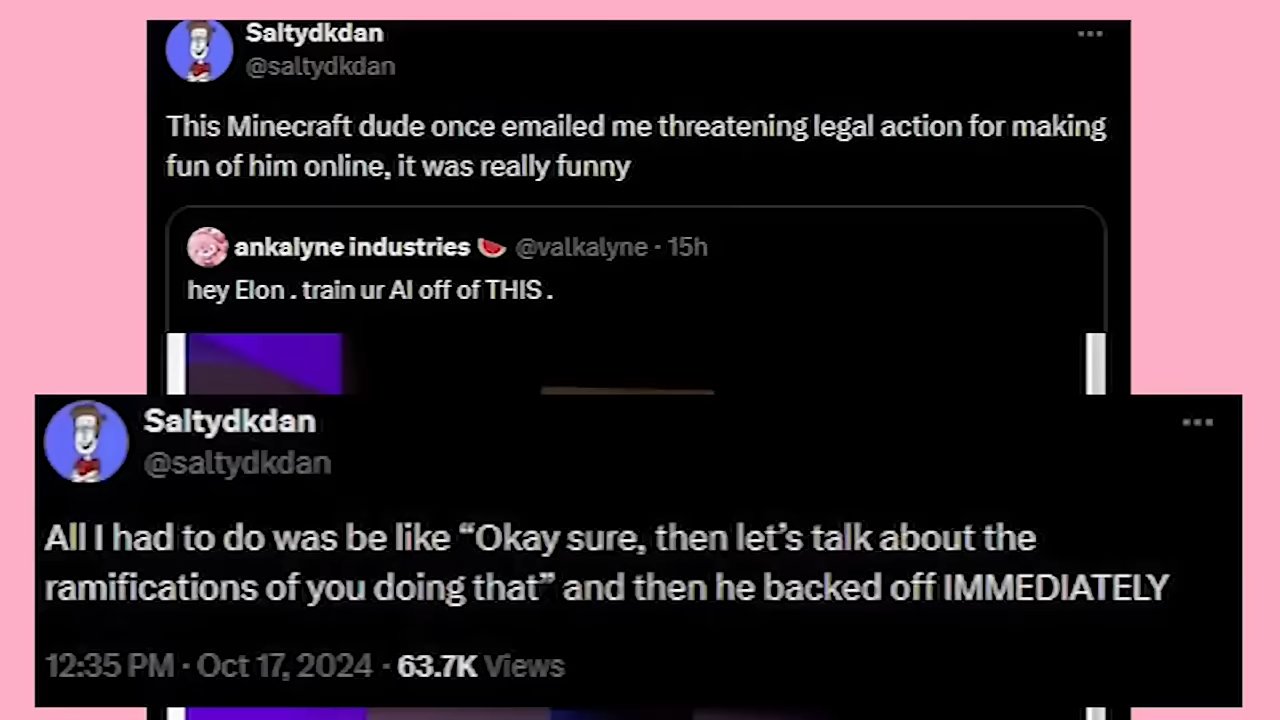 Saltydkdan
@saltydkdan
This Minecraft dude once emailed me threatening legal action for making
fun of him online, it was really funny
ankalyne industries 🍉 @valkalyne · 15h
hey Elon . train ur AI off of THIS .
Saltydkdan
@saltydkdan
All I had to do was be like “Okay sure, then let’s talk about the
ramifications of you doing that” and then he backed off IMMEDIATELY
12:35 PM · Oct 17, 2024 · 63.7K Views